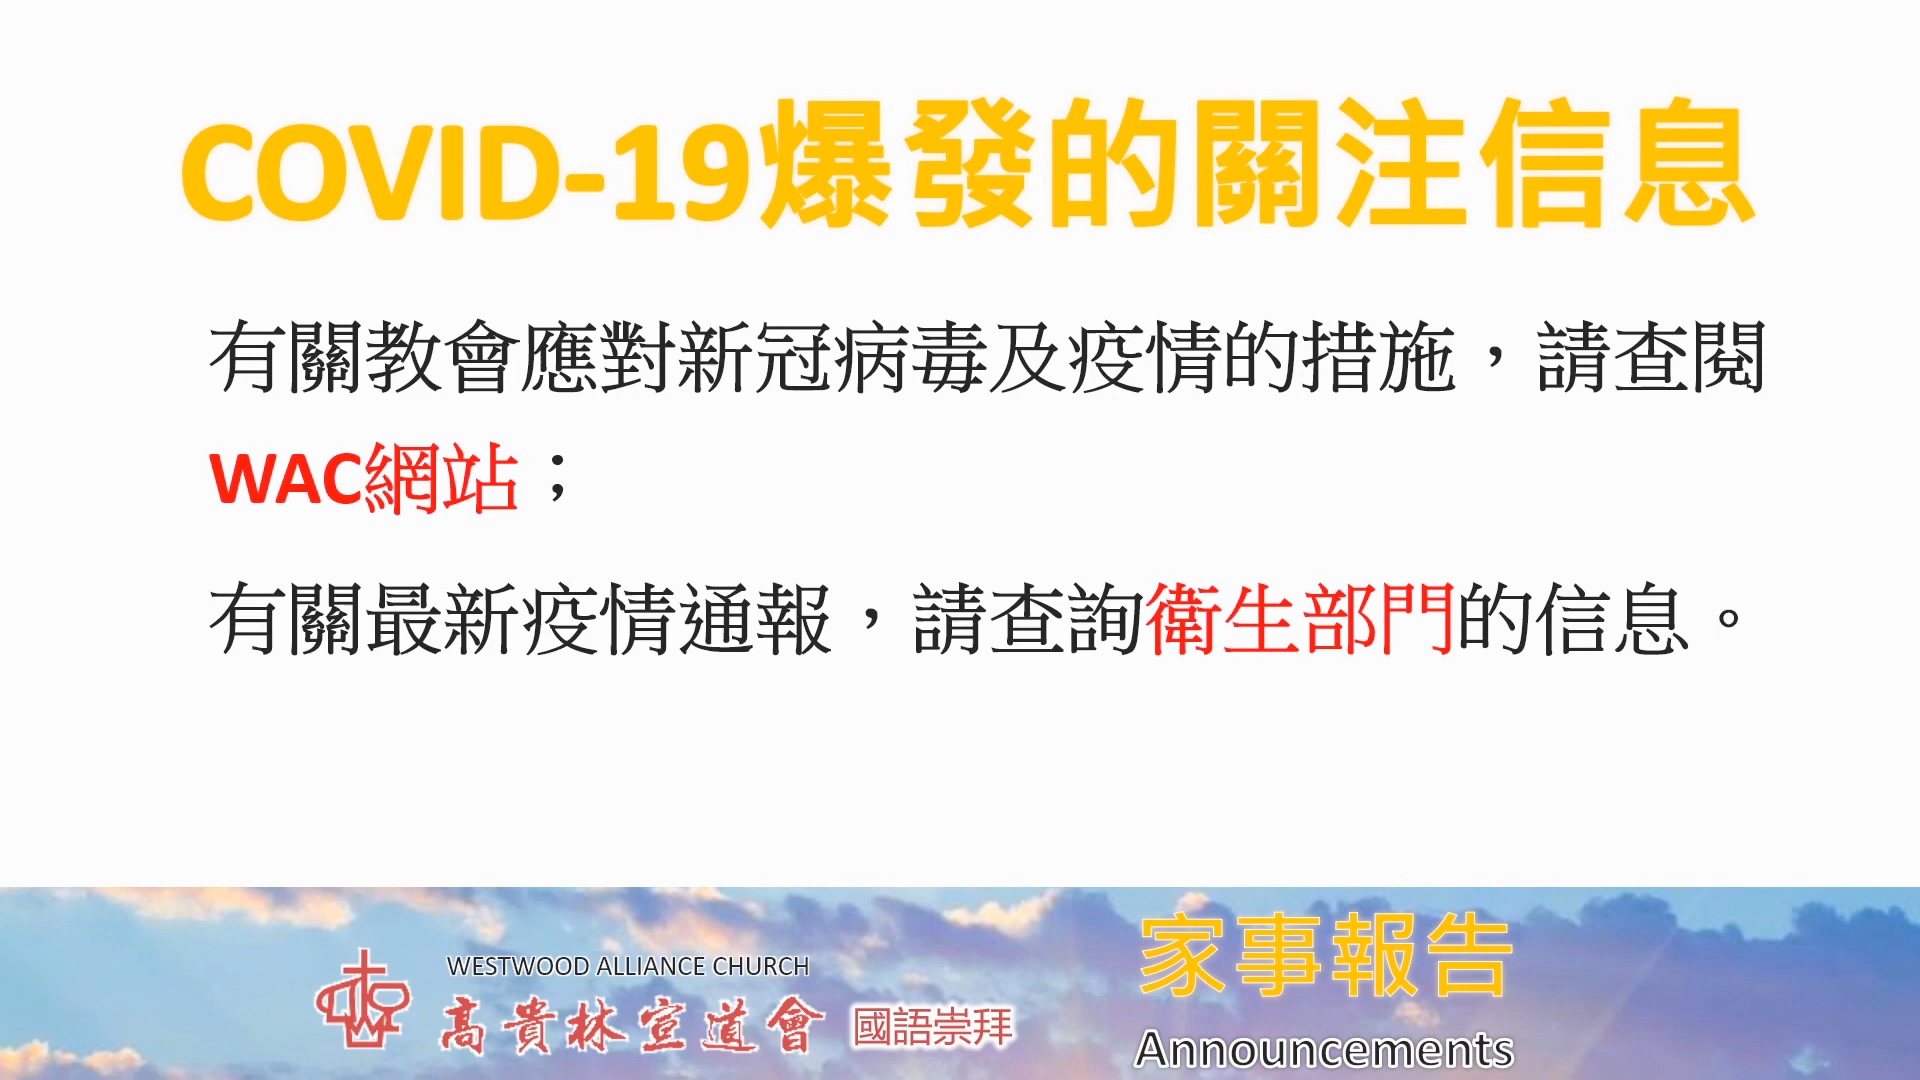 COVID-19爆發的關注信息
有關教會應對新冠病毒及疫情的措施，請查閱
WAC網站；
有關最新疫情通報，請查詢衛生部門的信息。
WESTWOOD ALLIANCE CHURCH
高貴林宣道會 國語崇拜
家事報告
Announcements